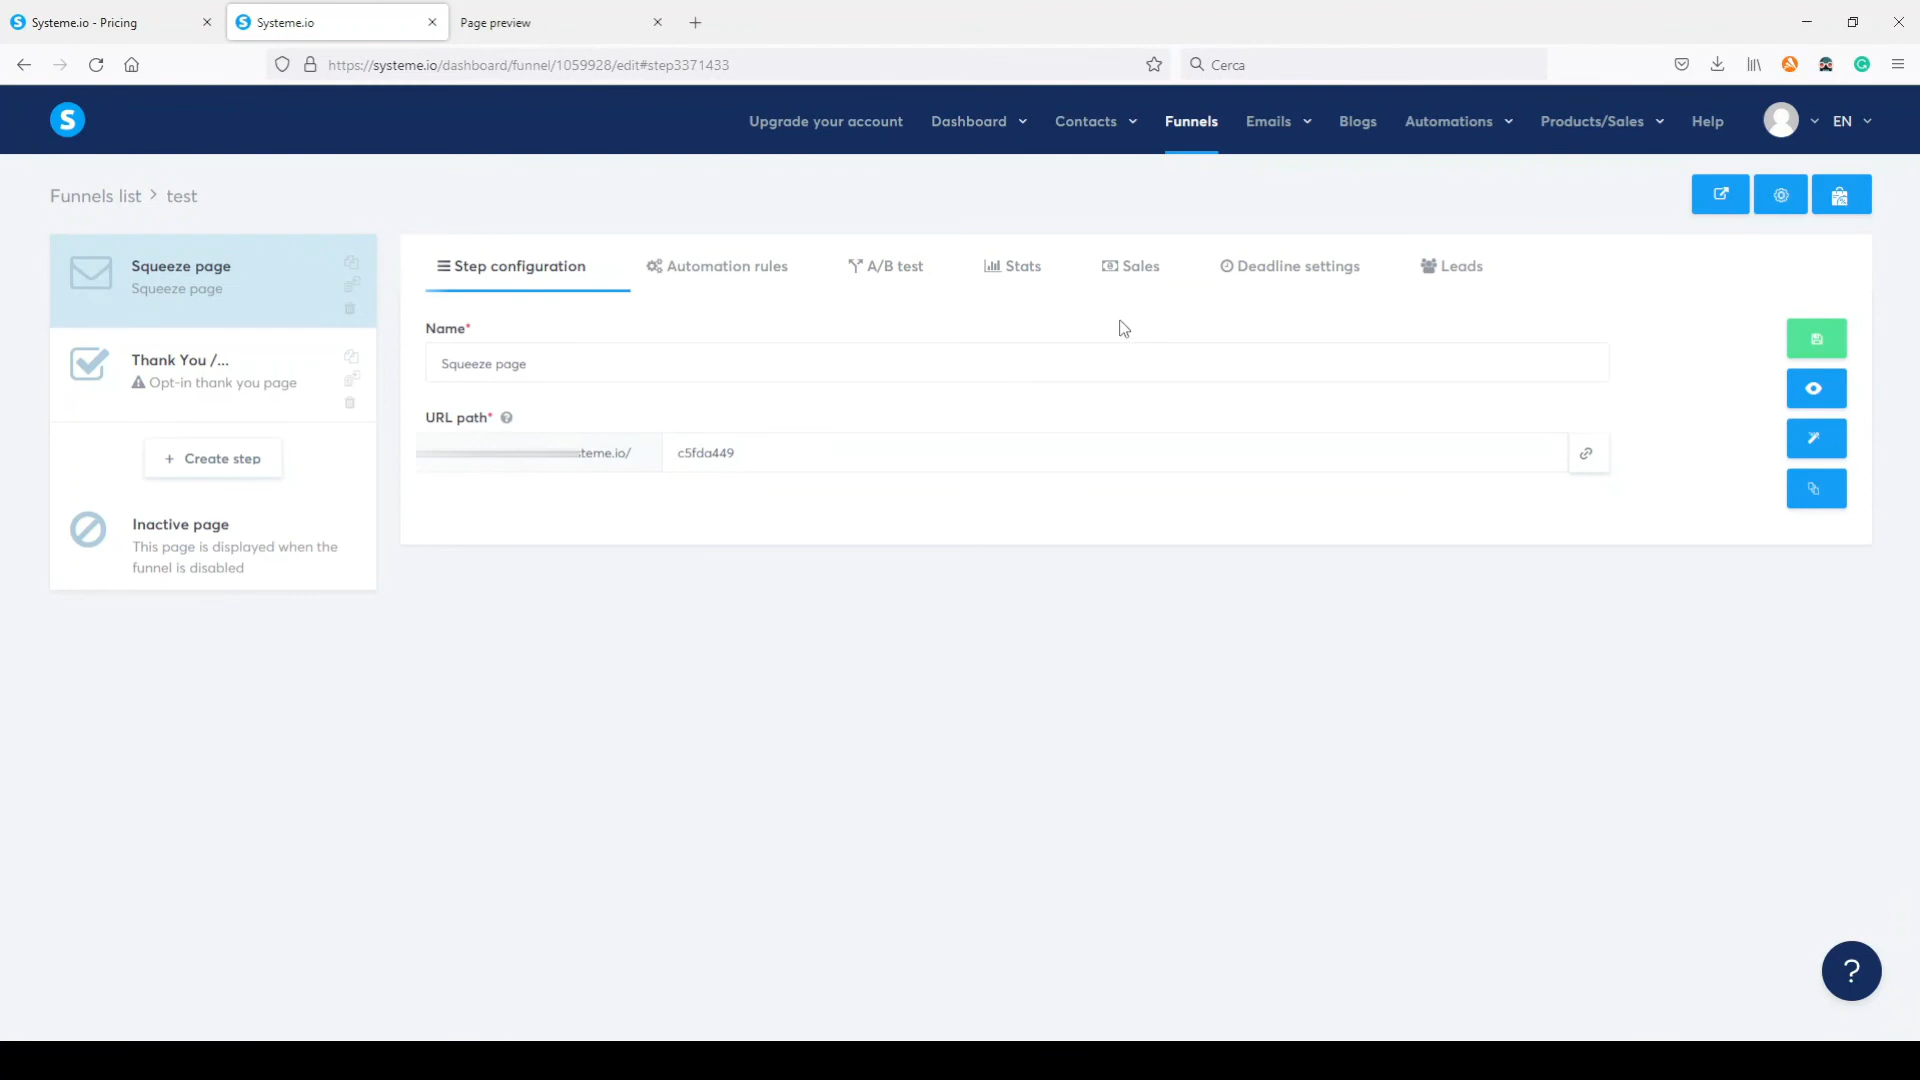 Systeme.io - Pricing
Systeme.io
Page preview
https://systeme.io/dashboard/funnel/1059928/edit#step3371433
Cerca
S
Upgrade your account
Dashboard
Contacts
Funnels
Emails
Blogs
Automations
Products/Sales
Help
EN
Funnels list > test
Squeeze page
Squeeze page
Thank You /...
Opt-in thank you page
+ Create step
Inactive page
This page is displayed when the
funnel is disabled
Step configuration
Automation rules
A/B test
Stats
Sales
Deadline settings
Leads
Name*
Squeeze page
URL path* ?
.teme.io/
c5fda449
?